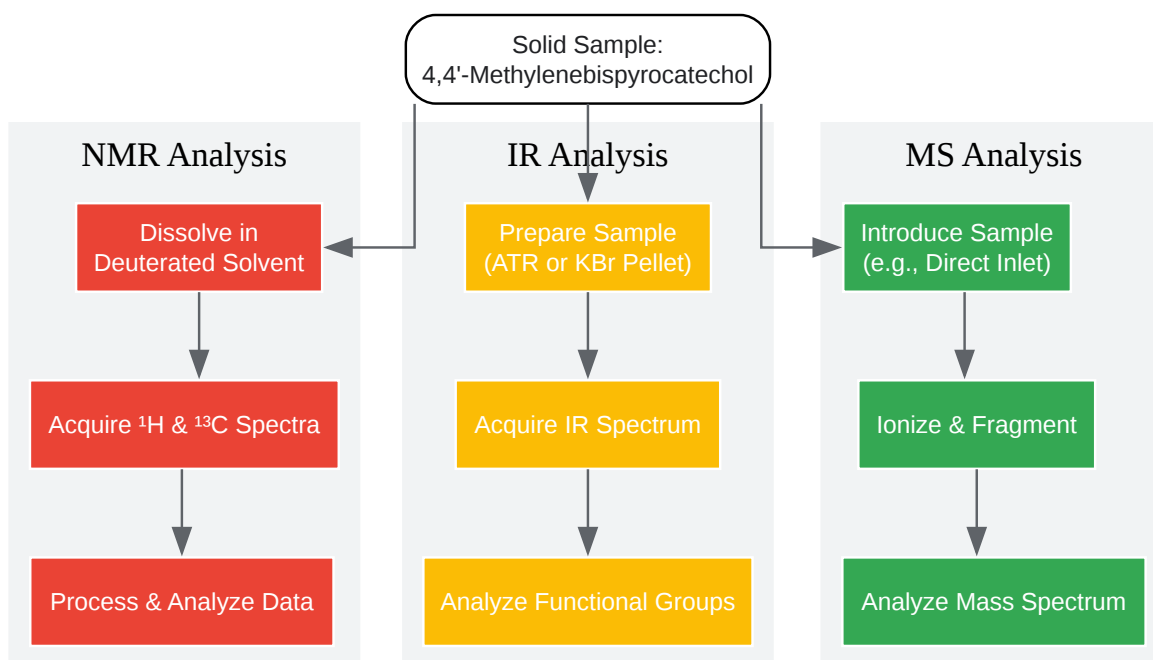 Solid Sample:
4,4'-Methylenebispyrocatechol
NMR Analysis
Dissolve in
Deuterated Solvent
Acquire ¹H & ¹³C Spectra
Process & Analyze Data
IR Analysis
Prepare Sample
(ATR or KBr Pellet)
Acquire IR Spectrum
Analyze Functional Groups
MS Analysis
Introduce Sample
(e.g., Direct Inlet)
Ionize & Fragment
Analyze Mass Spectrum